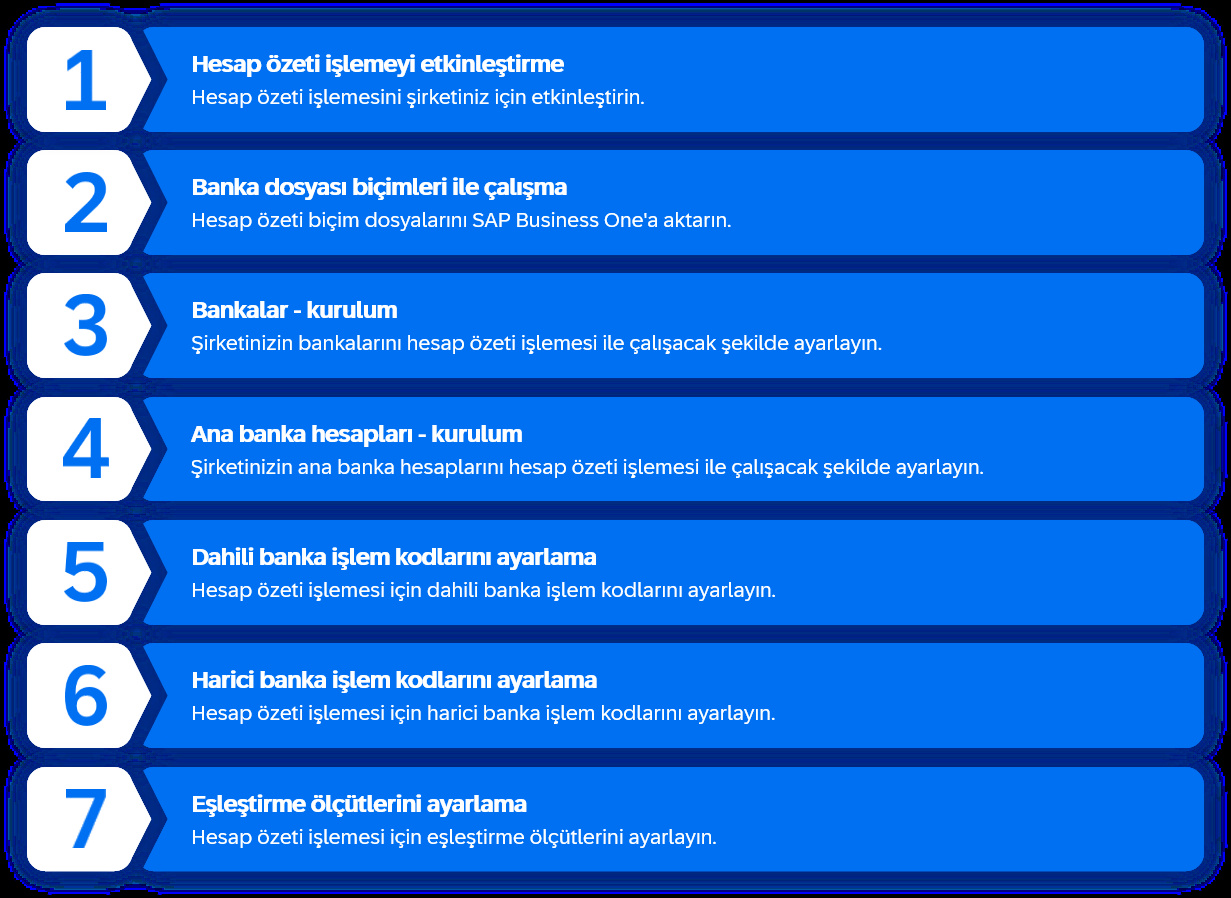 1
Hesap özeti işlemeyi etkinleştirme
Hesap özeti işlemesini şirketiniz için etkinleştirin.
2
Banka dosyası biçimleri ile çalışma
Hesap özeti biçim dosyalarını SAP Business One'a aktarın.
3
Bankalar - kurulum
Şirketinizin bankalarını hesap özeti işlemesi ile çalışacak şekilde ayarlayın.
4
Ana banka hesapları - kurulum
Şirketinizin ana banka hesaplarını hesap özeti işlemesi ile çalışacak şekilde ayarlayın.
5
Dahili banka işlem kodlarını ayarlama
Hesap özeti işlemesi için dahili banka işlem kodlarını ayarlayın.
6
Harici banka işlem kodlarını ayarlama
Hesap özeti işlemesi için harici banka işlem kodlarını ayarlayın.
7
Eşleştirme ölçütlerini ayarlama
Hesap özeti işlemesi için eşleştirme ölçütlerini ayarlayın.